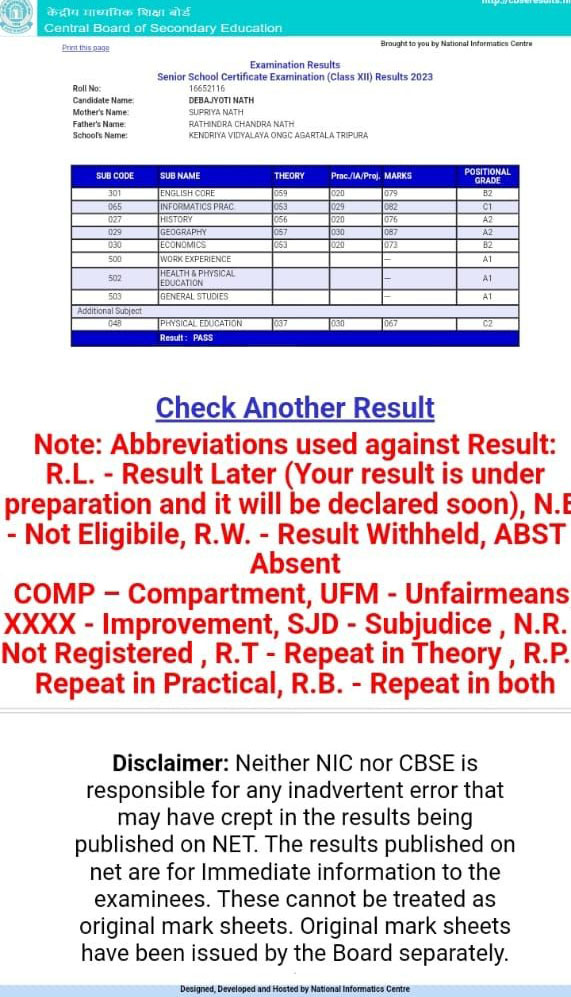 केंद्रीय माध्यमिक शिक्षा बोर्ड
Central Board of Secondary Education
Print this page
Brought to you by National Informatics Centre
Examination Results
Senior School Certificate Examination (Class XII) Results 2023
Roll No: 16652116
Candidate Name: DEBAJYOTI NATH
Mother's Name: SUPRIYA NATH
Father's Name: RATHINDRA CHANDRA NATH
School's Name: KENDRIYA VIDYALAYA ONGC AGARTALA TRIPURA
SUB CODE SUB NAME THEORY Prac./IA/Proj. MARKS POSITIONAL GRADE
301 ENGLISH CORE 059 020 079 B2
065 INFORMATICS PRAC. 053 029 082 C1
027 HISTORY 056 020 076 A2
029 GEOGRAPHY 057 030 087 A2
030 ECONOMICS 053 020 073 B2
500 WORK EXPERIENCE --- A1
502 HEALTH & PHYSICAL EDUCATION --- A1
503 GENERAL STUDIES --- A1
Additional Subject
048 PHYSICAL EDUCATION 037 030 067 C2
Result : PASS
Check Another Result
Note: Abbreviations used against Result:
R.L. - Result Later (Your result is under
preparation and it will be declared soon), N.E
- Not Eligibile, R.W. - Result Withheld, ABST
Absent
COMP – Compartment, UFM - Unfairmeans
XXXX - Improvement, SJD - Subjudice , N.R.
Not Registered , R.T - Repeat in Theory , R.P.
Repeat in Practical, R.B. - Repeat in both
Disclaimer: Neither NIC nor CBSE is
responsible for any inadvertent error that
may have crept in the results being
published on NET. The results published on
net are for Immediate information to the
examinees. These cannot be treated as
original mark sheets. Original mark sheets
have been issued by the Board separately.
Designed, Developed and Hosted by National Informatics Centre